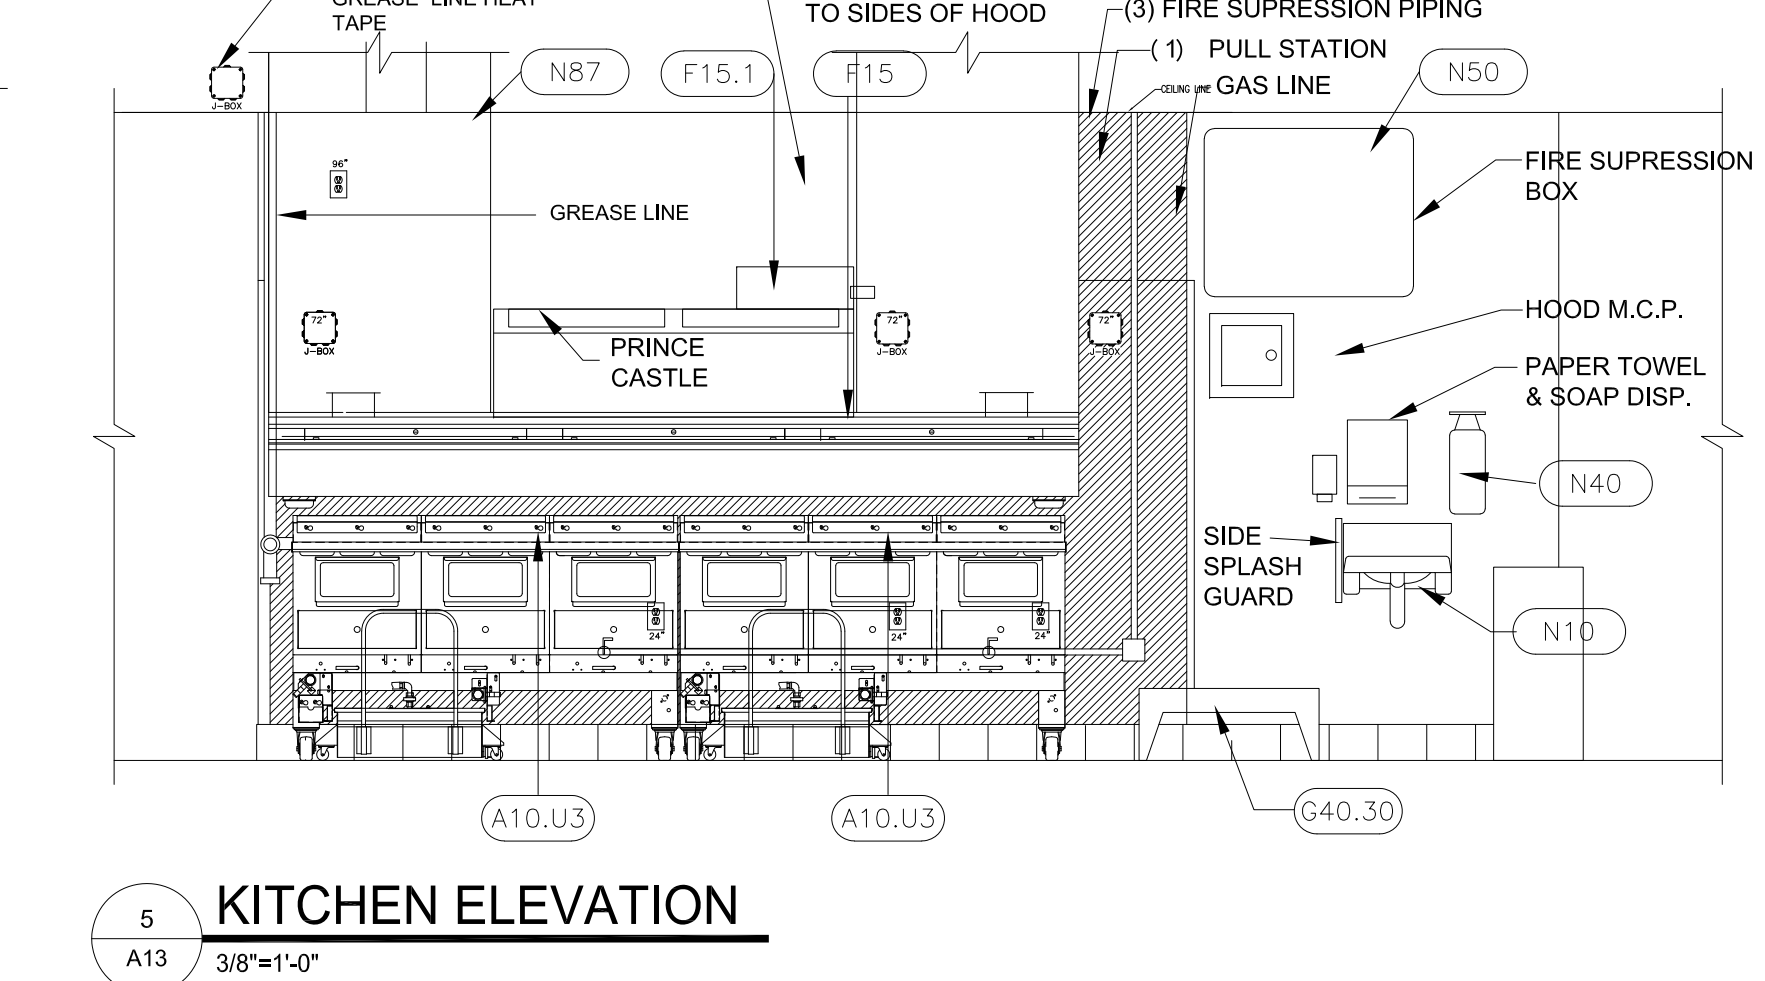 GREASE LINE HEAT
TAPE
TO SIDES OF HOOD
(3) FIRE SUPRESSION PIPING
(1) PULL STATION
CEILING LINE
GAS LINE
N87
F15.1
F15
N50
J-BOX
96"
GREASE LINE
FIRE SUPRESSION
BOX
72"
J-BOX
PRINCE
CASTLE
72"
J-BOX
72"
J-BOX
HOOD M.C.P.
PAPER TOWEL
& SOAP DISP.
N40
SIDE
SPLASH
GUARD
N10
24"
24"
24"
A10.U3
A10.U3
G40.30
5
A13
KITCHEN ELEVATION
3/8"=1'-0"